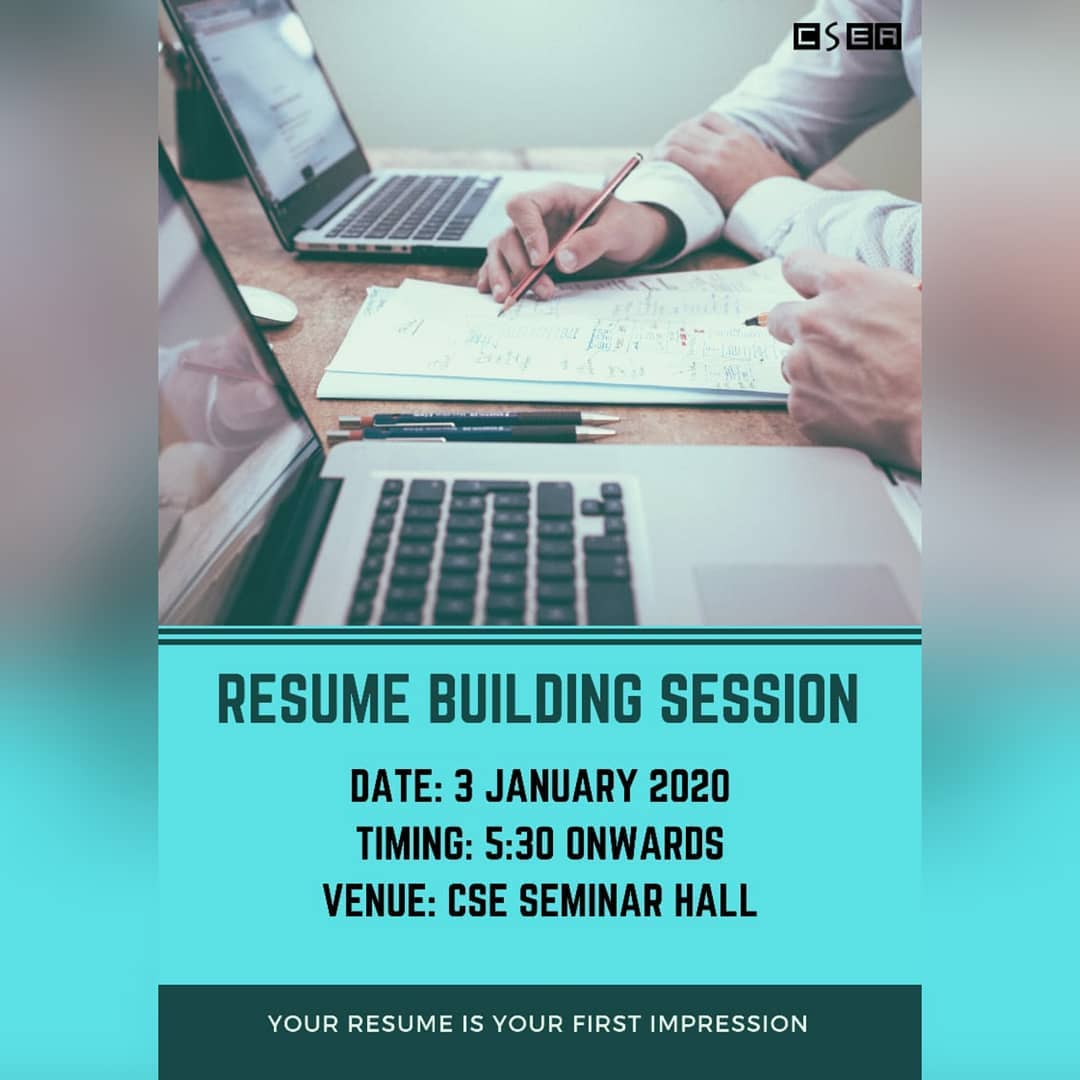 CSEA
RESUME BUILDING SESSION
DATE: 3 JANUARY 2020
TIMING: 5:30 ONWARDS
VENUE: CSE SEMINAR HALL
YOUR RESUME IS YOUR FIRST IMPRESSION